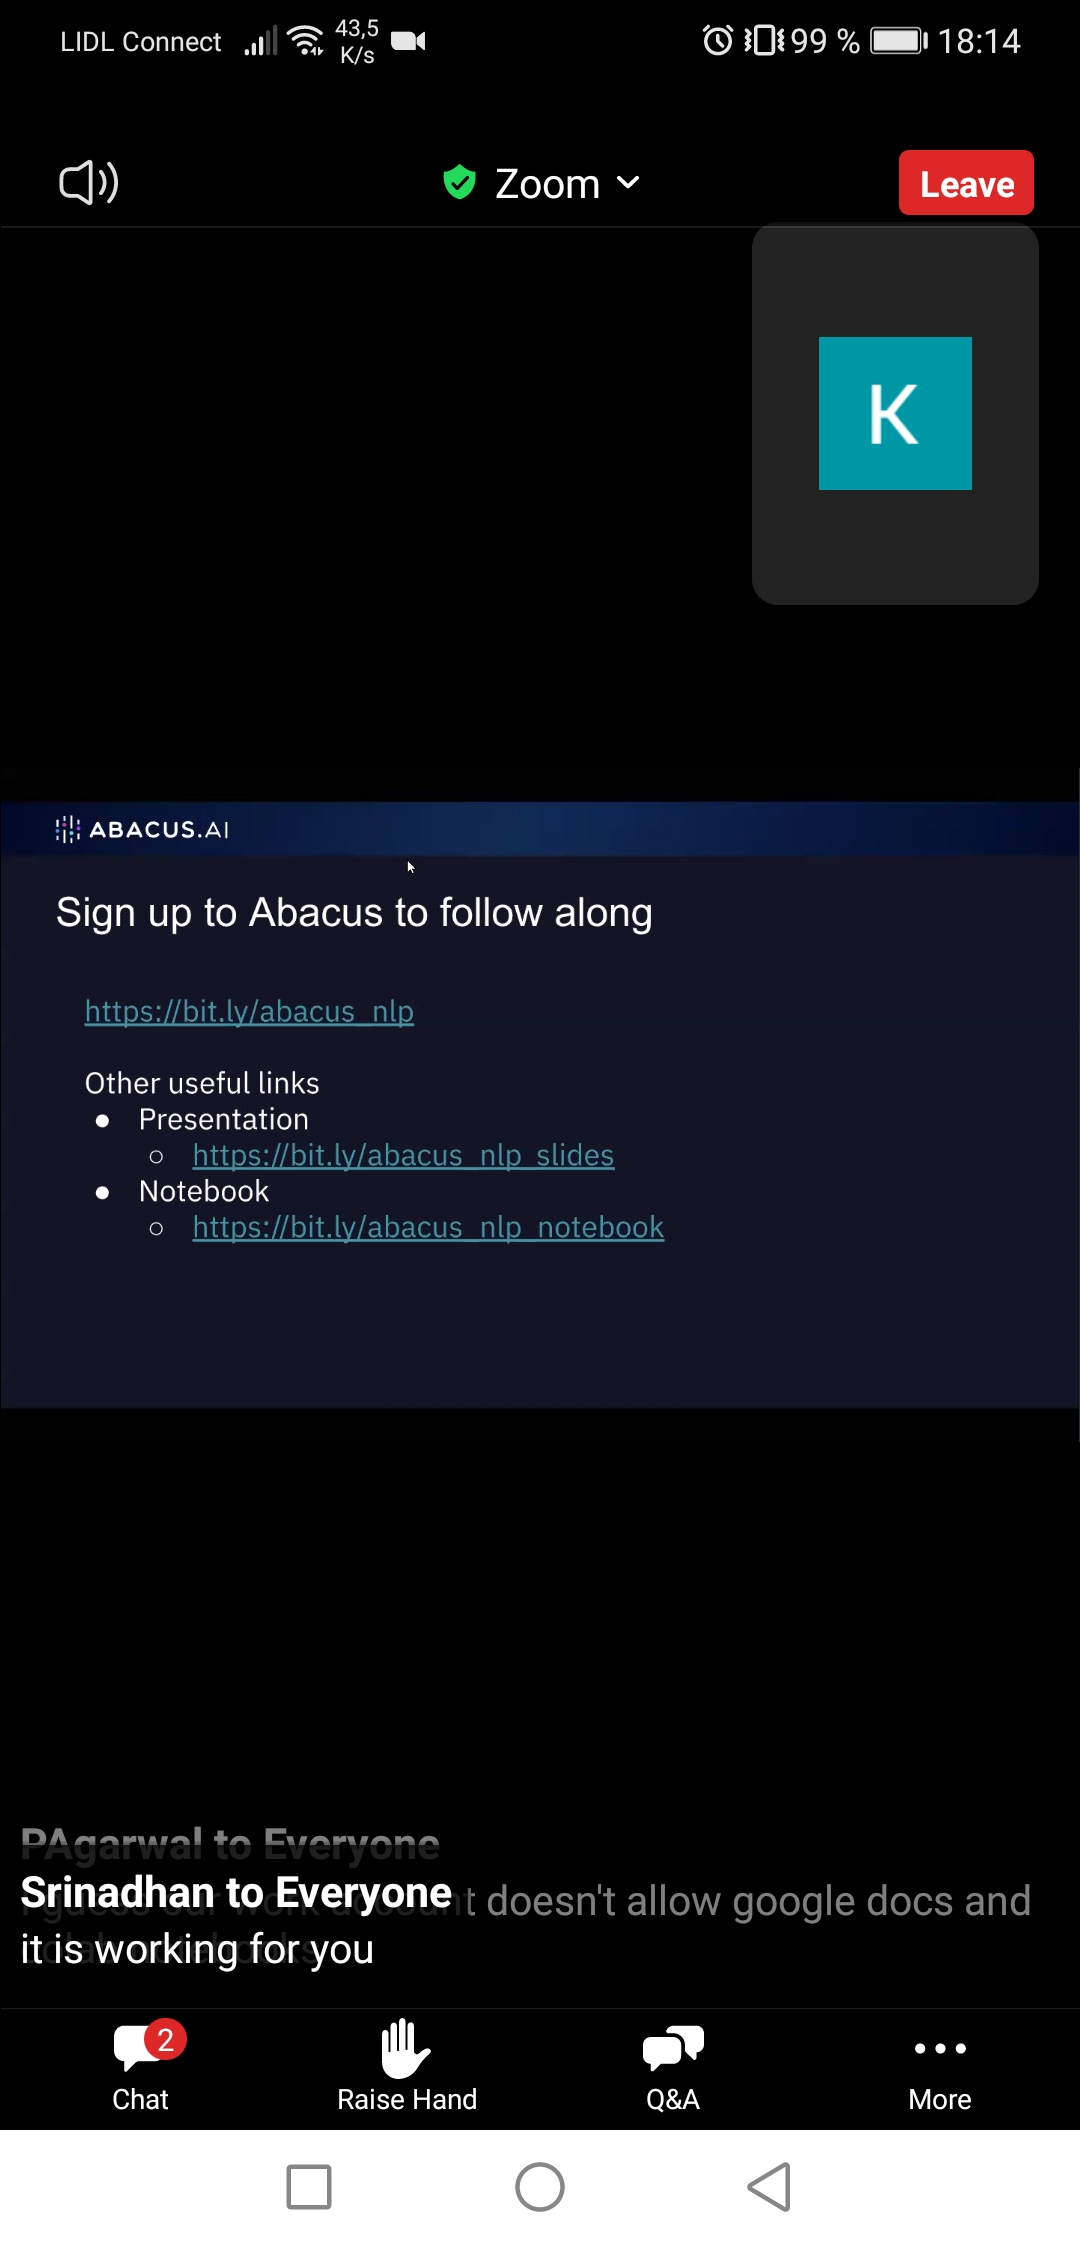 LIDL Connect 43,5 K/s 99 % 18:14
Zoom
Leave
K
ABACUS.AI
Sign up to Abacus to follow along
https://bit.ly/abacus_nlp
Other useful links
● Presentation
○ https://bit.ly/abacus_nlp_slides
● Notebook
○ https://bit.ly/abacus_nlp_notebook
PAgarwal to Everyone
Srinadhan to Everyone
doesn't allow google docs and
it is working for you
2
Chat Raise Hand Q&A More